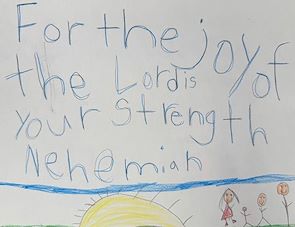 For the joy of
the Lord is
your Strength
Nehemiah